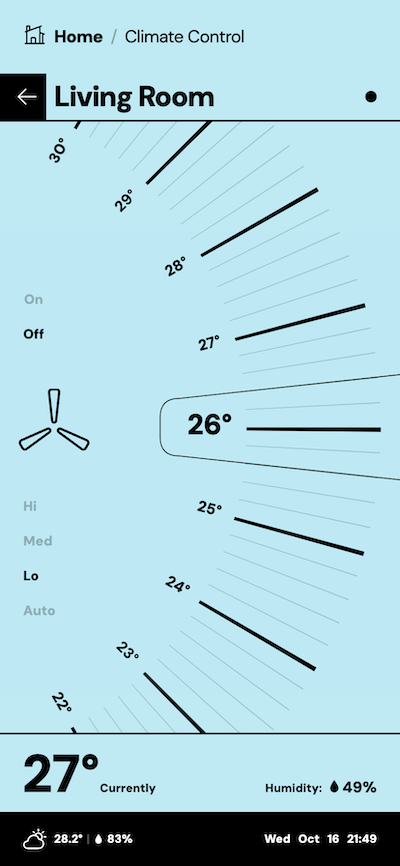 Home / Climate Control
Living Room
30°
29°
28°
On
Off
27°
26°
Hi
25°
Med
Lo
24°
Auto
23°
22°
27° Currently
Humidity: 49%
28.2° | 83%
Wed Oct 16 21:49